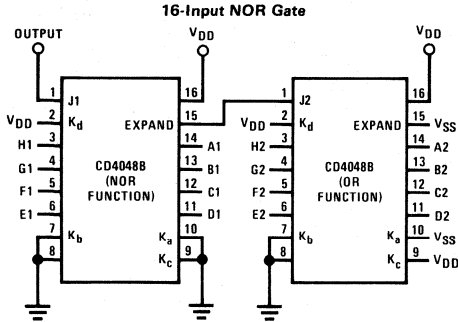 16-Input NOR Gate
OUTPUT
VDD
VDD
1 J1
16
1 J2
16
VDD 2 Kd
EXPAND 15
VDD 2 Kd
EXPAND 15 VSS
H1 3
14 A1
H2 3
14 A2
G1 4
CD4048B
(NOR
FUNCTION)
13 B1
G2 4
CD4048B
(OR
FUNCTION)
13 B2
F1 5
12 C1
F2 5
12 C2
E1 6
11 D1
E2 6
11 D2
7 Kb
Ka 10
7 Kb
Ka 10 VSS
8
Kc 9
8
Kc 9 VDD